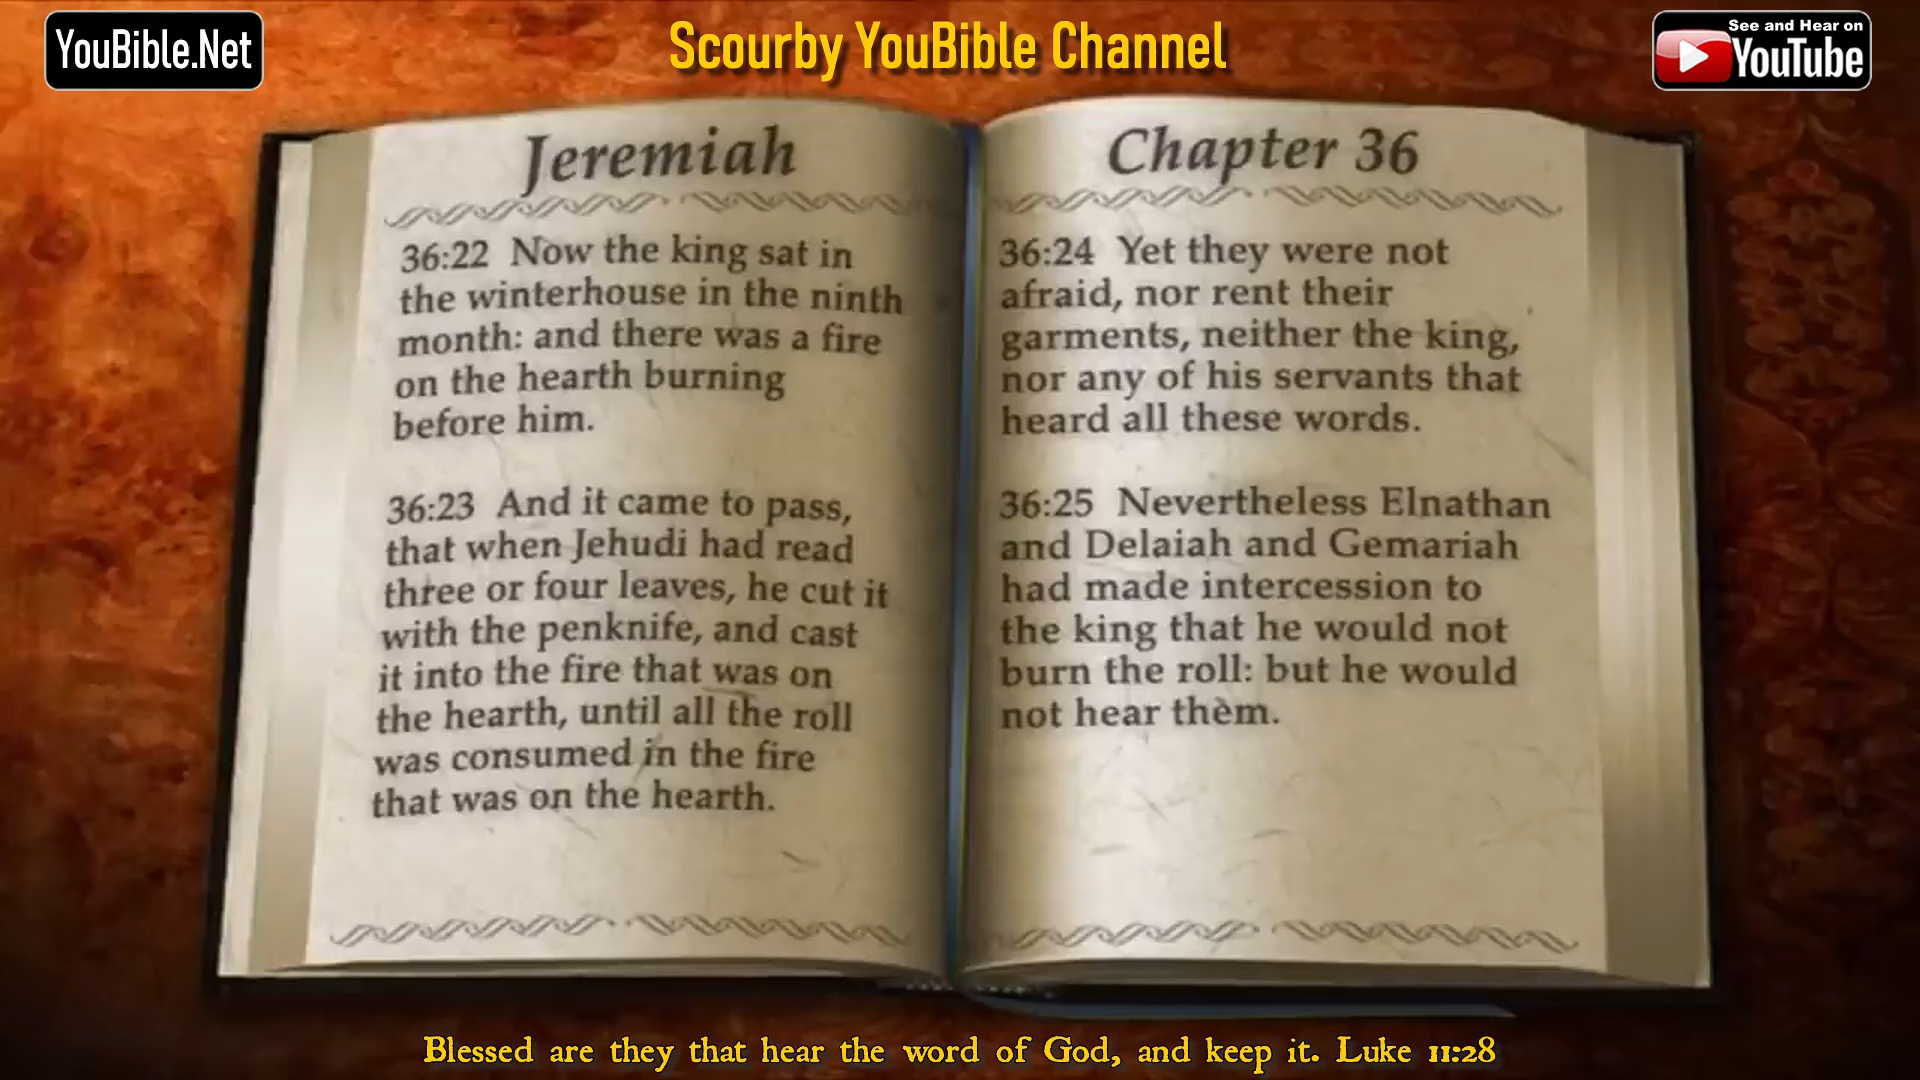 YouBible.Net
Scourby YouBible Channel
See and Hear on
YouTube
Jeremiah
36:22 Now the king sat in
the winterhouse in the ninth
month: and there was a fire
on the hearth burning
before him.
36:23 And it came to pass,
that when Jehudi had read
three or four leaves, he cut it
with the penknife, and cast
it into the fire that was on
the hearth, until all the roll
was consumed in the fire
that was on the hearth.
Chapter 36
36:24 Yet they were not
afraid, nor rent their
garments, neither the king,
nor any of his servants that
heard all these words.
36:25 Nevertheless Elnathan
and Delaiah and Gemariah
had made intercession to
the king that he would not
burn the roll: but he would
not hear them.
Blessed are they that hear the word of God, and keep it. Luke 11:28